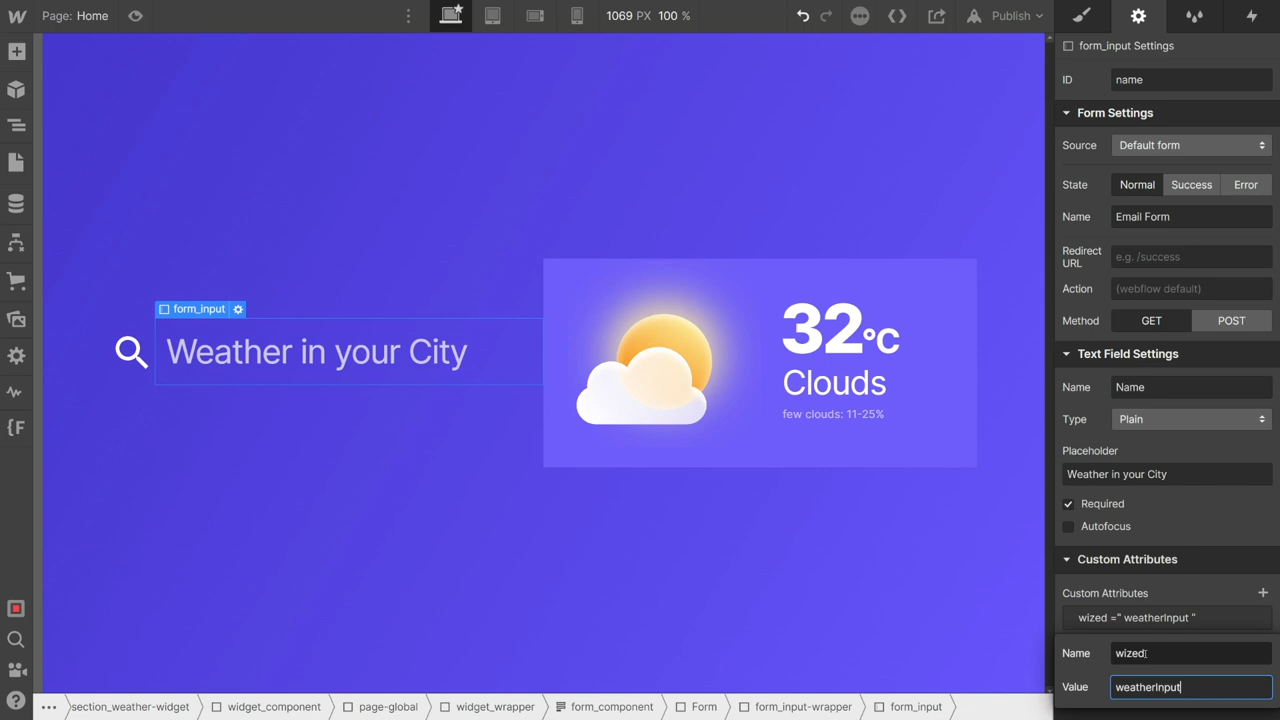 Page: Home
1069 PX 100 %
Publish
form_input Settings
ID name
Form Settings
Source Default form
State Normal Success Error
Name Email Form
Redirect URL e.g. /success
Action (webflow default)
Method GET POST
Text Field Settings
Name Name
Type Plain
Placeholder
Weather in your City
Required
Autofocus
Custom Attributes
Custom Attributes
wized =" weatherInput "
Name wized
Value weatherInput
form_input
Weather in your City
32°C
Clouds
few clouds: 11-25%
section_weather-widget widget_component page-global widget_wrapper form_component Form form_input-wrapper form_input